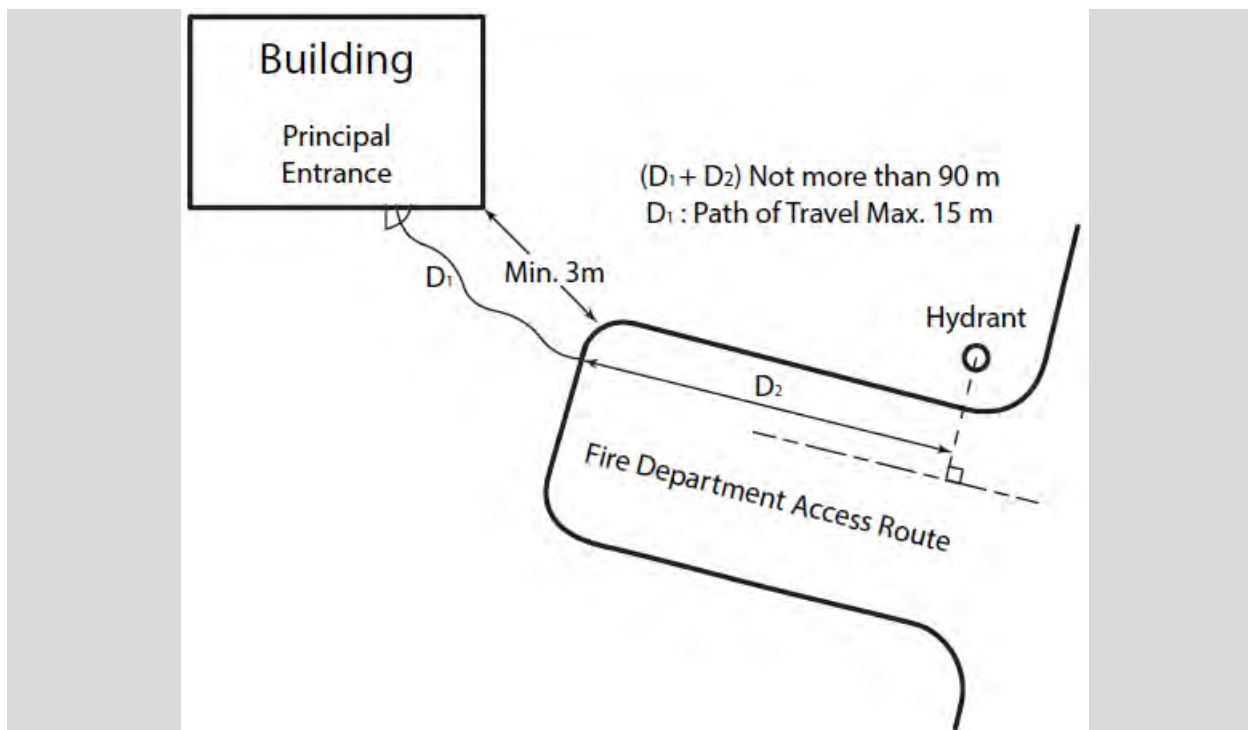 Building
Principal
Entrance
(D₁ + D₂) Not more than 90 m
D₁ : Path of Travel Max. 15 m
D₁
Min. 3m
Hydrant
D₂
Fire Department Access Route